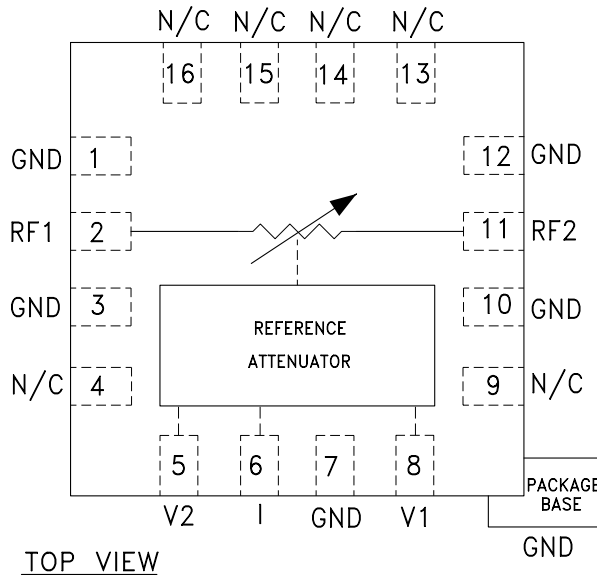 N/C N/C N/C N/C
16 15 14 13
GND 1 12 GND
RF1 2 11 RF2
GND 3 10 GND
REFERENCE
ATTENUATOR
N/C 4 9 N/C
5 6 7 8
V2 I GND V1
PACKAGE
BASE
GND
TOP VIEW